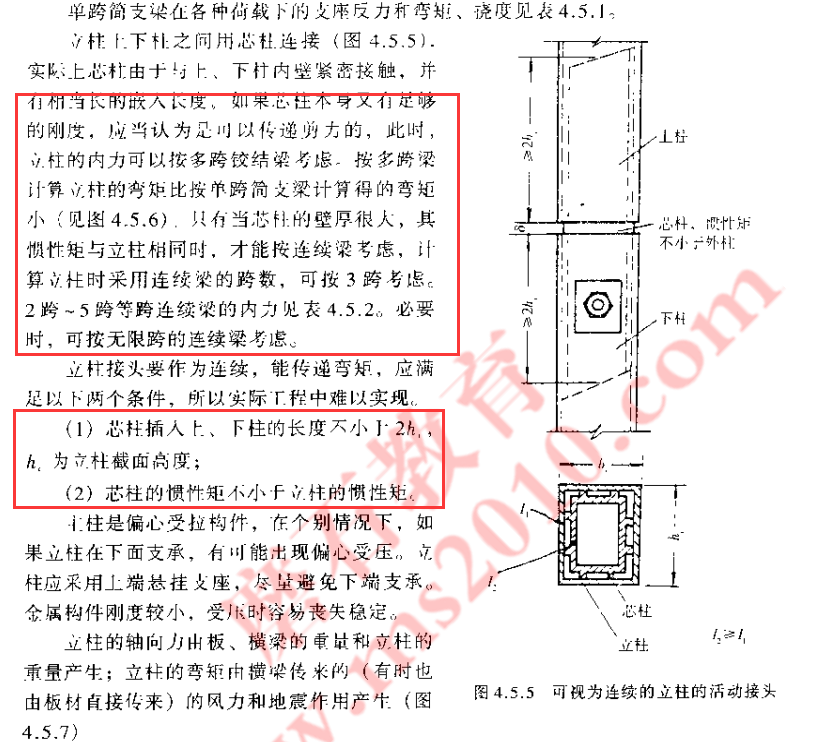 单跨简支梁在各种荷载下的支座反力和弯矩、挠度见表4.5.1。
立柱上下柱之间用芯柱连接（图 4.5.5）.
实际上芯柱由于与上、下柱内壁紧密接触，并
有相当长的嵌入长度。如果芯柱本身又有足够
的刚度，应当认为是可以传递剪力的，此时，
立柱的内力可以按多跨铰结梁考虑。按多跨梁
计算立柱的弯矩比按单跨简支梁计算得的弯矩
小（见图4.5.6）. 只有当芯柱的壁厚很大，其
惯性矩与立柱相同时，才能按连续梁考虑，计
算立柱时采用连续梁的跨数，可按 3 跨考虑。
2 跨~5 跨等跨连续梁的内力见表 4.5.2。必要
时，可按无限跨的连续梁考虑。
立柱接头要作为连续，能传递弯矩，应满
足以下两个条件，所以实际工程中难以实现。
（1）芯柱插入上、下柱的长度不小于 2hc，
hc 为立柱截面高度；
（2）芯柱的惯性矩不小于立柱的惯性矩。
主柱是偏心受拉构件，在个别情况下，如
果立柱在下面支承，有可能出现偏心受压。立
柱应采用上端悬挂支座，尽量避免下端支承。
金属构件刚度较小，受压时容易丧失稳定。
立柱的轴向力由板、横梁的重量和立柱的
重量产生；立柱的弯矩由横梁传来的（有时也
由板材直接传来）的风力和地震作用产生（图
4.5.7）
≥2hc
上柱
δ
芯柱、惯性矩
不小于外柱
≥2hc
下柱
hc
I1
hc
I2
芯柱
立柱
I2≥I1
图 4.5.5 可视为连续的立柱的活动接头
磨石教育
www.ms2010.com